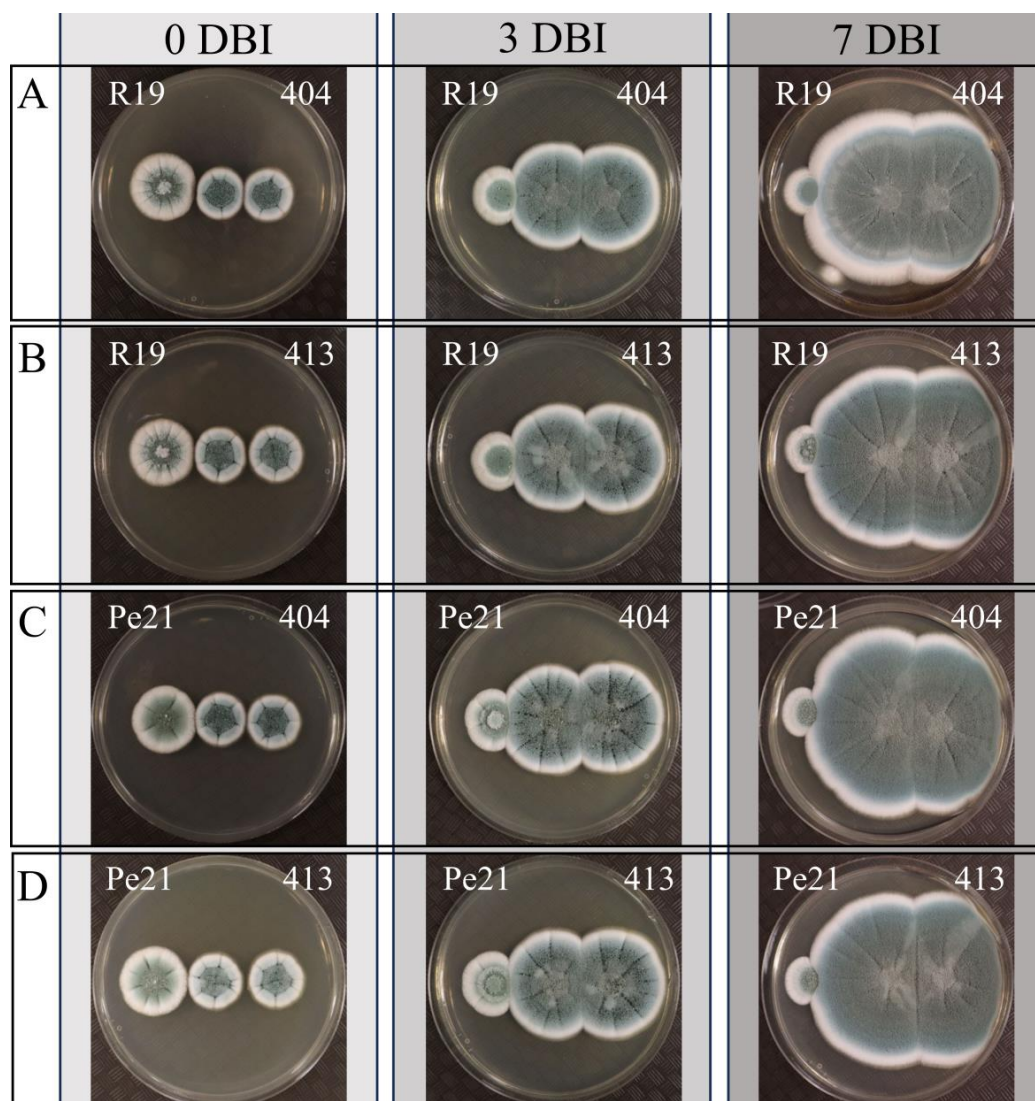 0 DBI 3 DBI 7 DBI
A R19 404 R19 404 R19 404
B R19 413 R19 413 R19 413
C Pe21 404 Pe21 404 Pe21 404
D Pe21 413 Pe21 413 Pe21 413